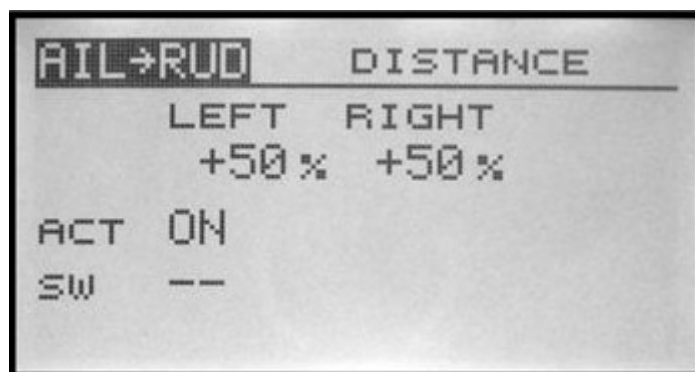 AIL→RUD DISTANCE
LEFT RIGHT
+50% +50%
ACT ON
SW --